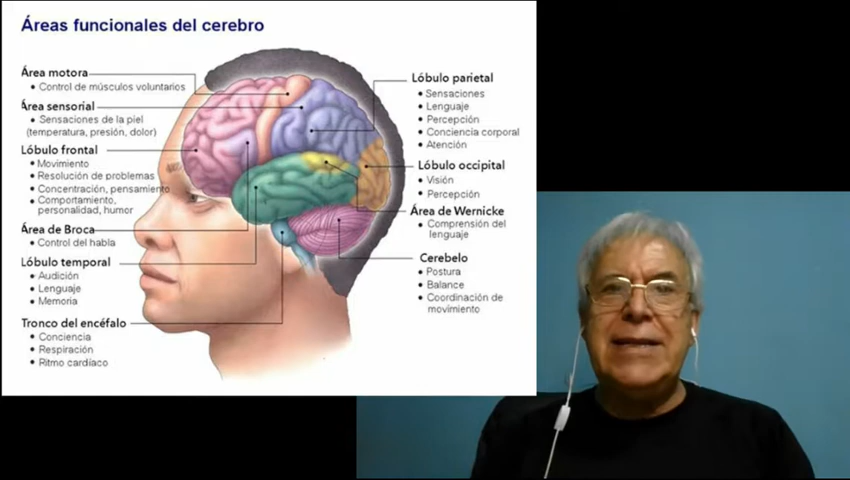 Áreas funcionales del cerebro
Área motora
• Control de músculos voluntarios
Área sensorial
• Sensaciones de la piel
(temperatura, presión, dolor)
Lóbulo frontal
• Movimiento
• Resolución de problemas
• Concentración, pensamiento
• Comportamiento,
personalidad, humor
Área de Broca
• Control del habla
Lóbulo temporal
• Audición
• Lenguaje
• Memoria
Tronco del encéfalo
• Conciencia
• Respiración
• Ritmo cardíaco
Lóbulo parietal
• Sensaciones
• Lenguaje
• Percepción
• Conciencia corporal
• Atención
Lóbulo occipital
• Visión
• Percepción
Área de Wernicke
• Comprensión del
lenguaje
Cerebelo
• Postura
• Balance
• Coordinación de
movimiento